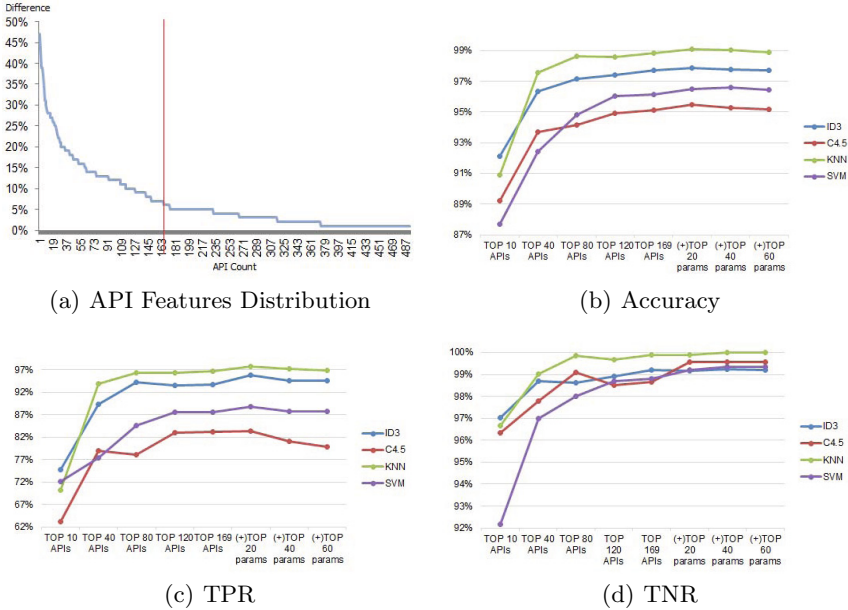 Difference
50%
45%
40%
35%
30%
25%
20%
15%
10%
5%
0%
1 19 37 55 73 91 109 127 145 163 181 199 217 235 253 271 289 307 325 343 361 379 397 415 433 451 469 487
API Count
(a) API Features Distribution
99%
97%
95%
93%
91%
89%
87%
TOP 10 APIs
TOP 40 APIs
TOP 80 APIs
TOP 120 APIs
TOP 169 APIs
(+)TOP 20 params
(+)TOP 40 params
(+)TOP 60 params
ID3
C4.5
KNN
SVM
(b) Accuracy
97%
92%
87%
82%
77%
72%
67%
62%
TOP 10 APIs
TOP 40 APIs
TOP 80 APIs
TOP 120 APIs
TOP 169 APIs
(+)TOP 20 params
(+)TOP 40 params
(+)TOP 60 params
ID3
C4.5
KNN
SVM
(c) TPR
100%
99%
98%
97%
96%
95%
94%
93%
92%
TOP 10 APIs
TOP 40 APIs
TOP 80 APIs
TOP 120 APIs
TOP 169 APIs
(+)TOP 20 params
(+)TOP 40 params
(+)TOP 60 params
ID3
C4.5
KNN
SVM
(d) TNR